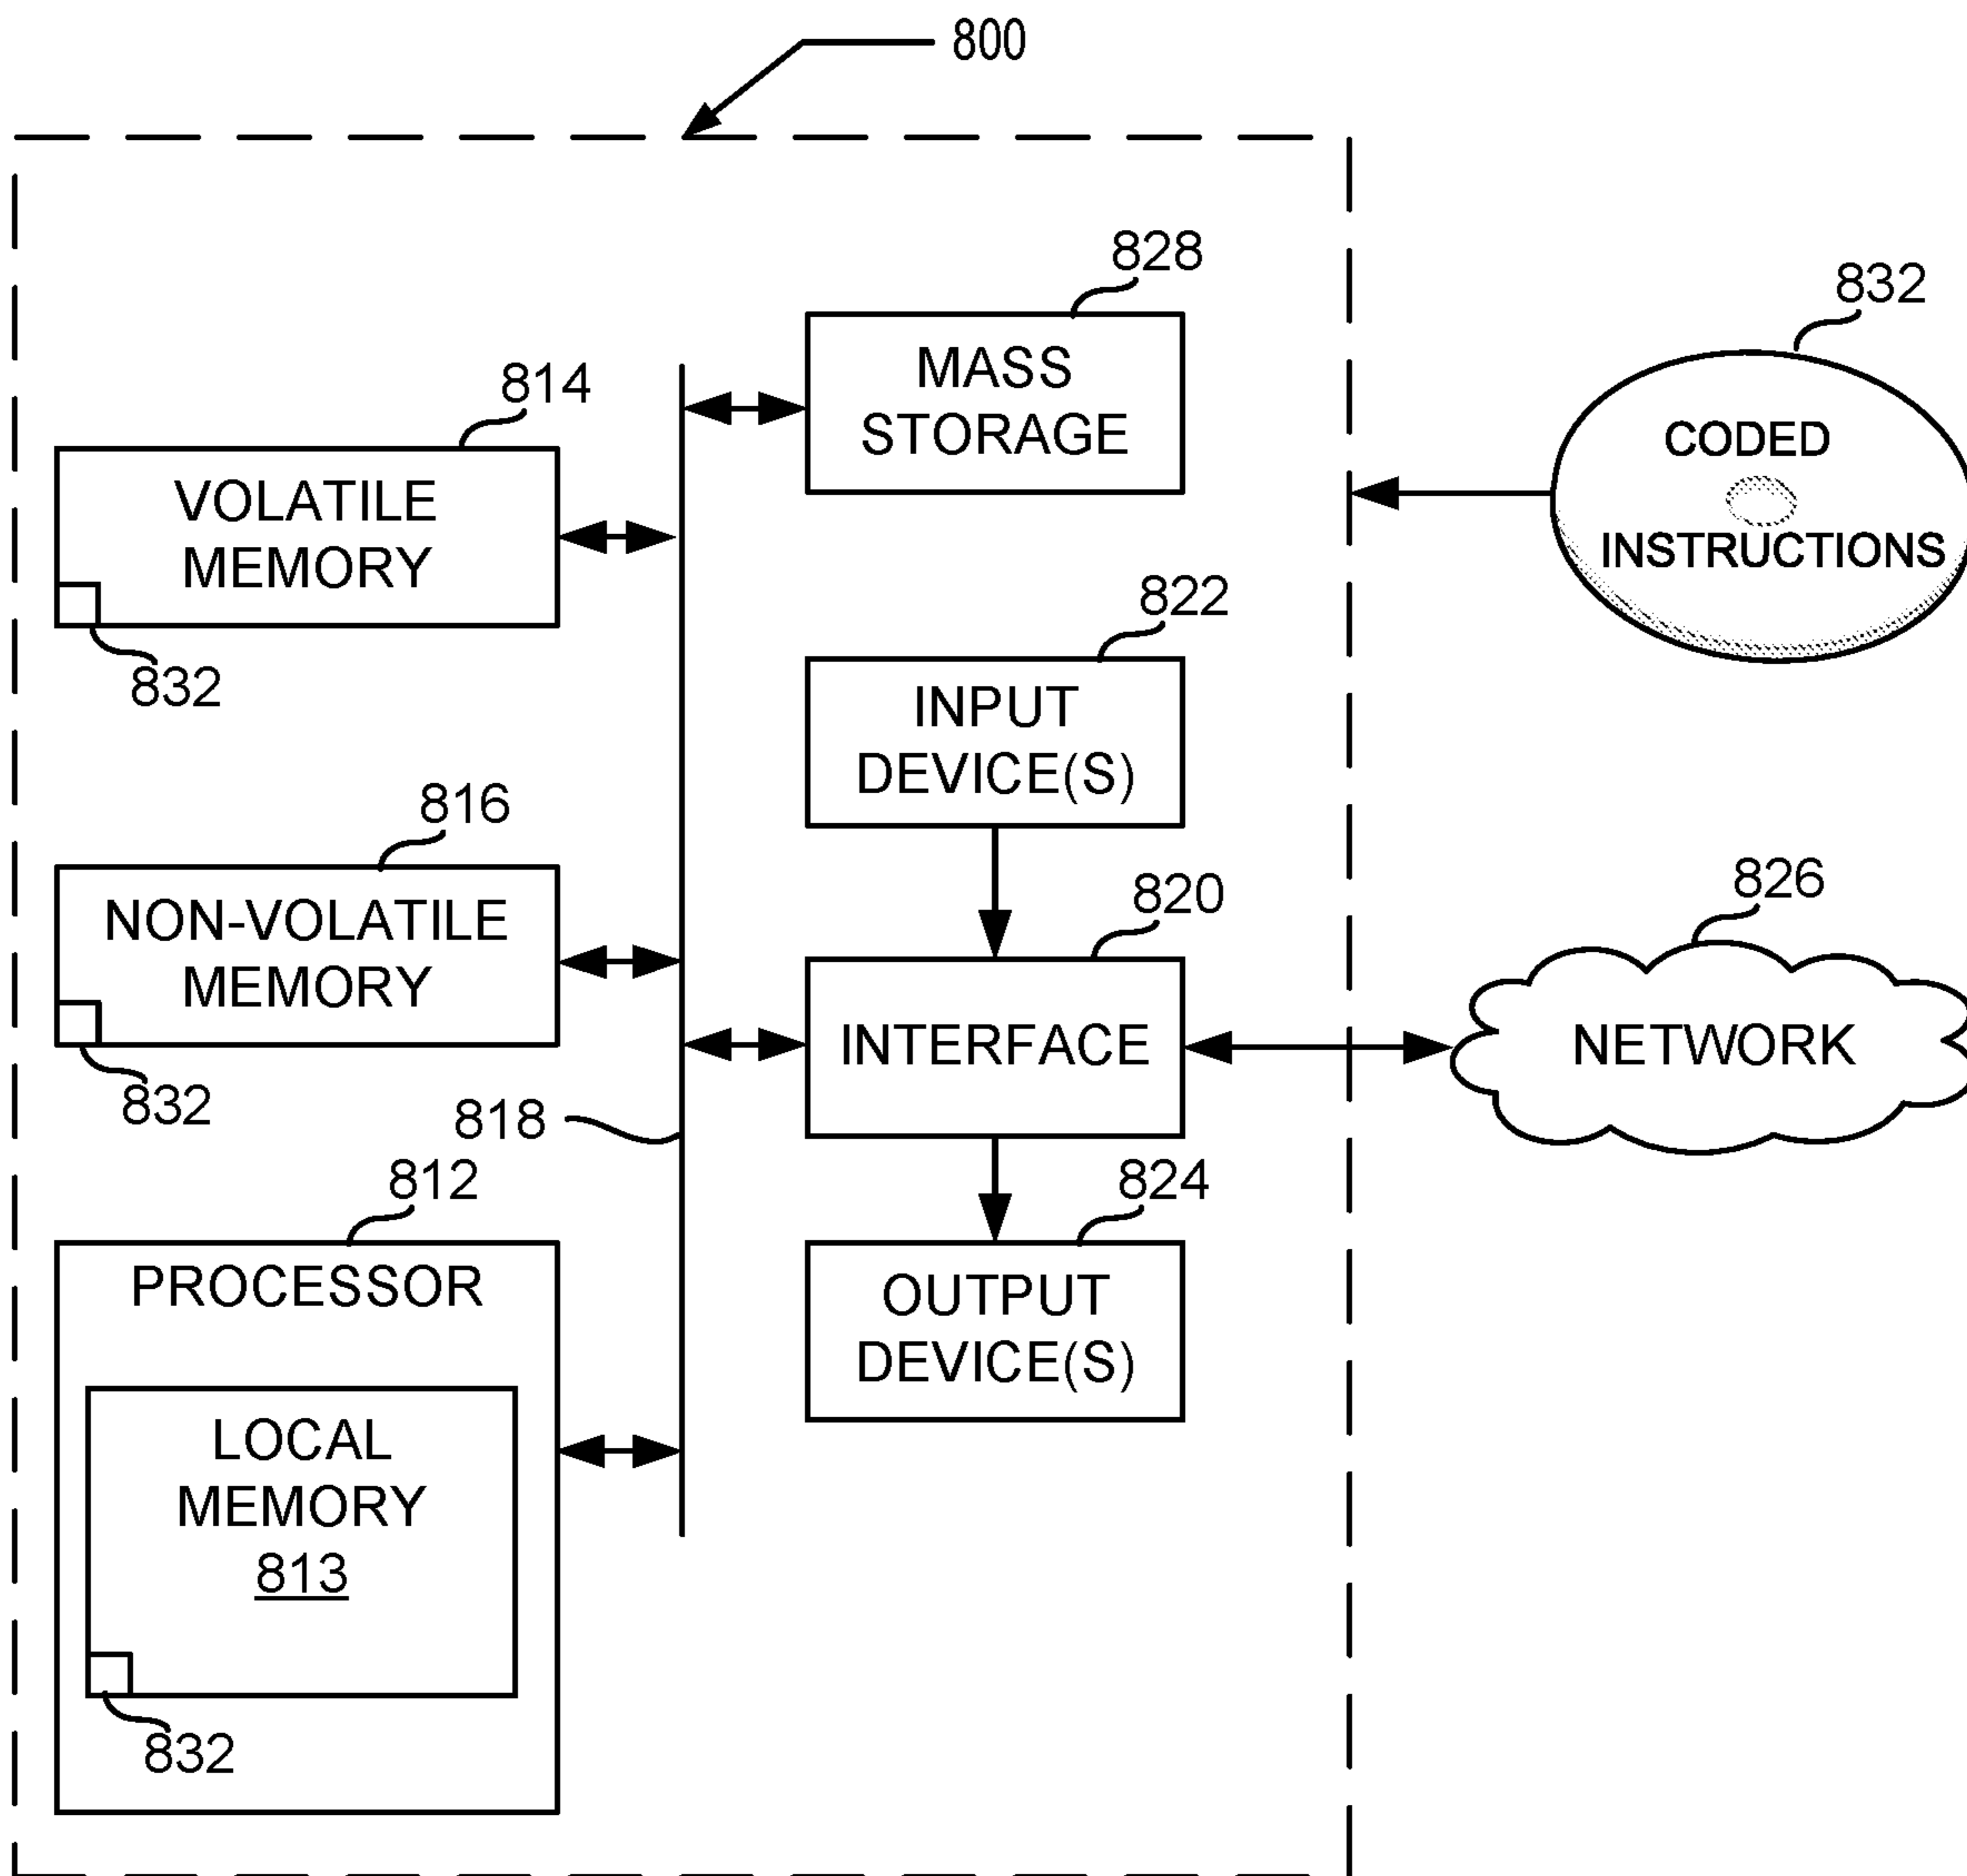 800
828
MASS
STORAGE
832
CODED
INSTRUCTIONS
814
VOLATILE
MEMORY
832
822
INPUT
DEVICE(S)
816
NON-VOLATILE
MEMORY
832
820
INTERFACE
826
NETWORK
818
812
PROCESSOR
LOCAL
MEMORY
813
832
824
OUTPUT
DEVICE(S)